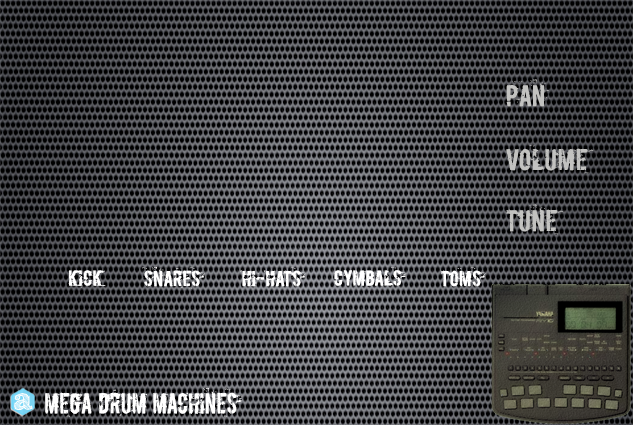 PAN
VOLUME
TUNE
KICK SNARES HI-HATS CYMBALS TOMS
MEGA DRUM MACHINES